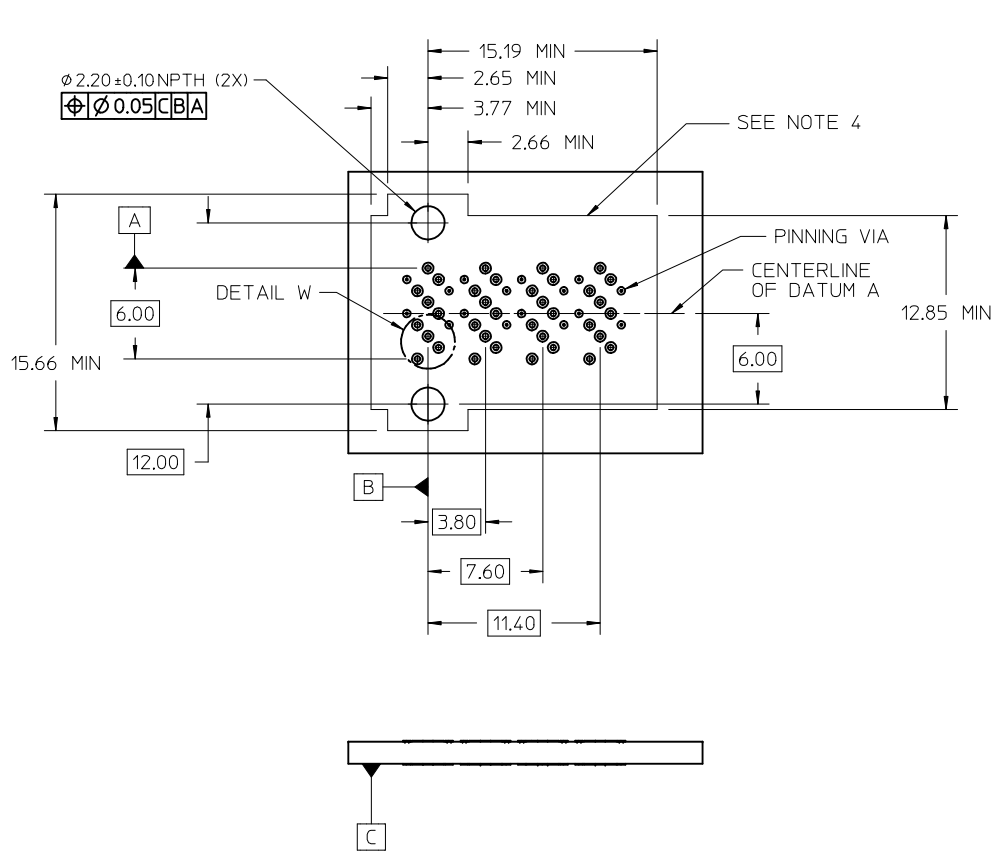 15.19 MIN
⌀2.20±0.10 NPTH (2X)
2.65 MIN
⌖ ⌀0.05 C B A
3.77 MIN
SEE NOTE 4
2.66 MIN
A
PINNING VIA
CENTERLINE
OF DATUM A
DETAIL W
6.00
12.85 MIN
15.66 MIN
6.00
12.00
B
3.80
7.60
11.40
C